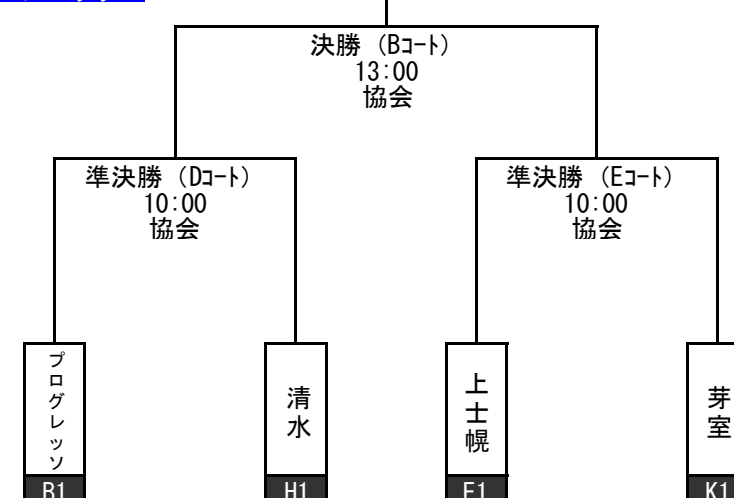 決勝（Bｺｰﾄ）
13:00
協会
準決勝（Dｺｰﾄ）
10:00
協会
準決勝（Eｺｰﾄ）
10:00
協会
プログレッソ
清水
上士幌
芽室
B1
H1
K1